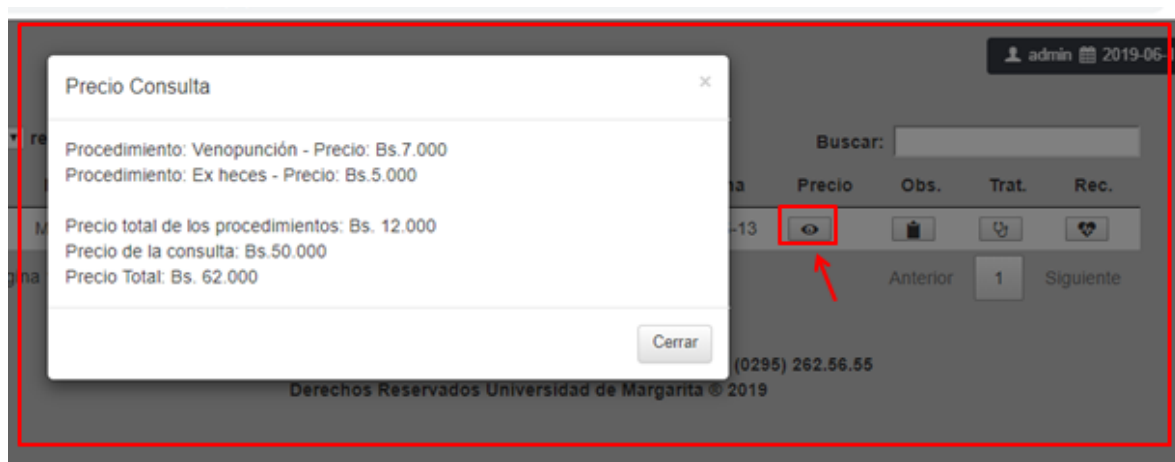 admin 2019-06-
Precio Consulta
×
re
Buscar:
Procedimiento: Venopunción - Precio: Bs.7.000
Procedimiento: Ex heces - Precio: Bs.5.000
Precio Obs. Trat. Rec.
Precio total de los procedimientos: Bs. 12.000
M
-13
Precio de la consulta: Bs.50.000
Precio Total: Bs. 62.000
Anterior 1 Siguiente
Cerrar
(0295) 262.56.55
Derechos Reservados Universidad de Margarita ® 2019